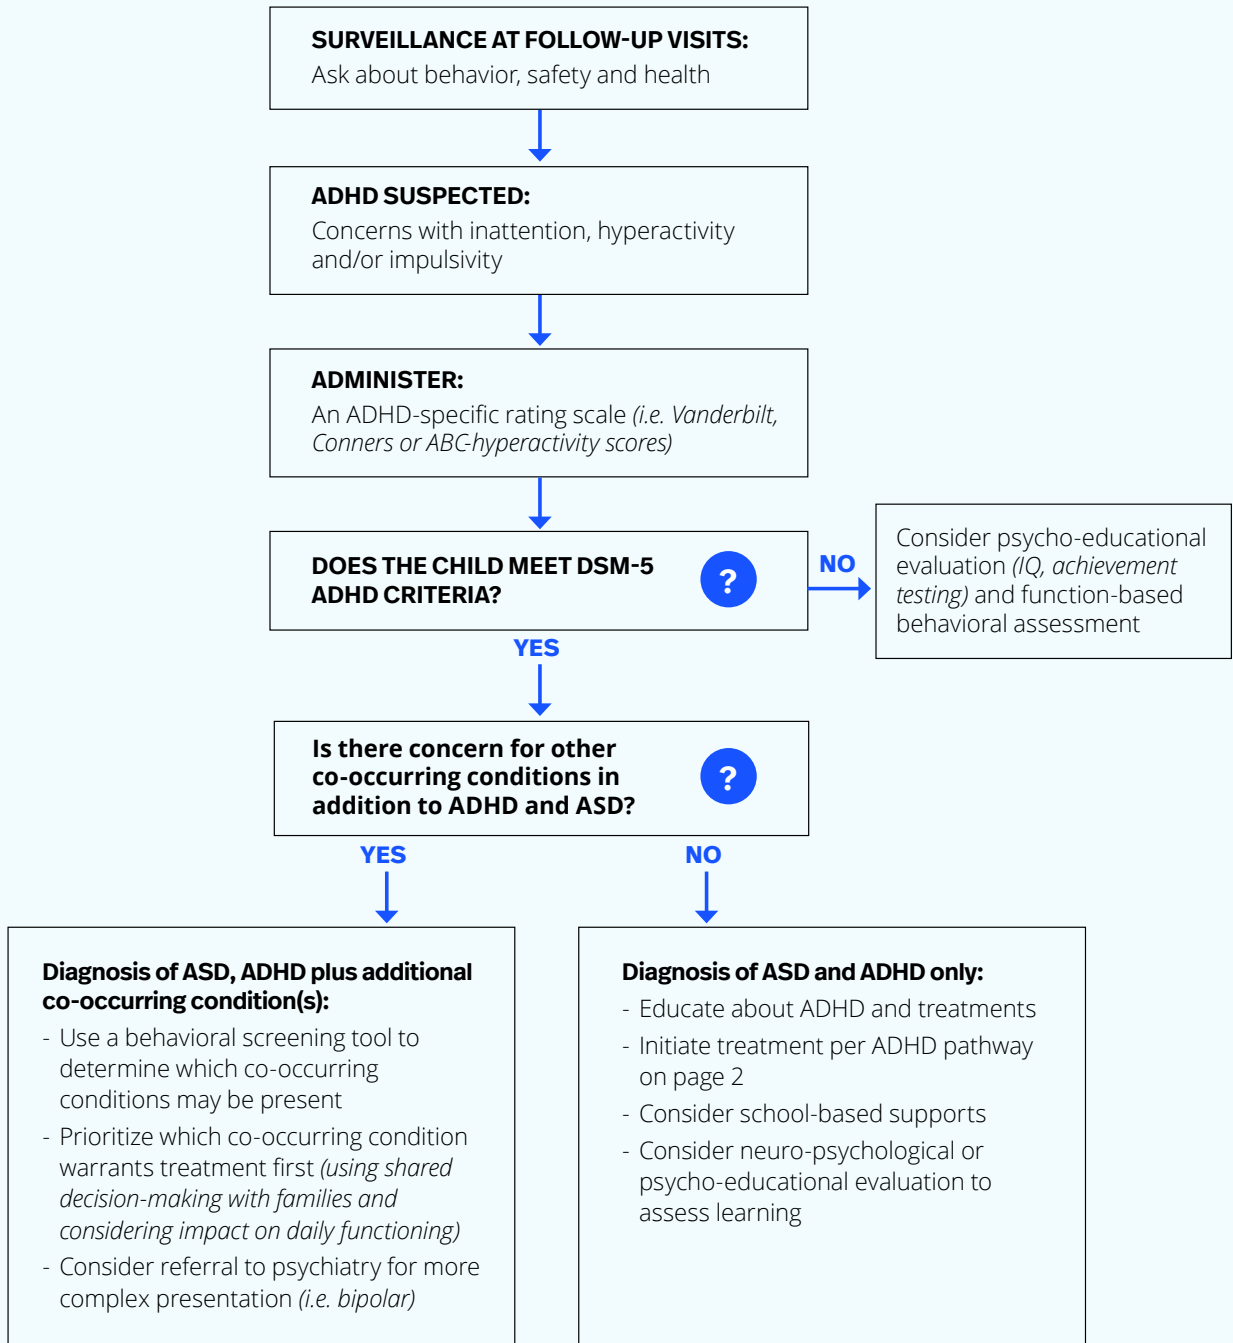 SURVEILLANCE AT FOLLOW-UP VISITS:
Ask about behavior, safety and health
ADHD SUSPECTED:
Concerns with inattention, hyperactivity
and/or impulsivity
ADMINISTER:
An ADHD-specific rating scale (i.e. Vanderbilt,
Conners or ABC-hyperactivity scores)
DOES THE CHILD MEET DSM-5
ADHD CRITERIA?
?
NO
Consider psycho-educational
evaluation (IQ, achievement
testing) and function-based
behavioral assessment
YES
Is there concern for other
co-occurring conditions in
addition to ADHD and ASD?
?
YES
NO
Diagnosis of ASD, ADHD plus additional
co-occurring condition(s):
- Use a behavioral screening tool to
determine which co-occurring
conditions may be present
- Prioritize which co-occurring condition
warrants treatment first (using shared
decision-making with families and
considering impact on daily functioning)
- Consider referral to psychiatry for more
complex presentation (i.e. bipolar)
Diagnosis of ASD and ADHD only:
- Educate about ADHD and treatments
- Initiate treatment per ADHD pathway
on page 2
- Consider school-based supports
- Consider neuro-psychological or
psycho-educational evaluation to
assess learning